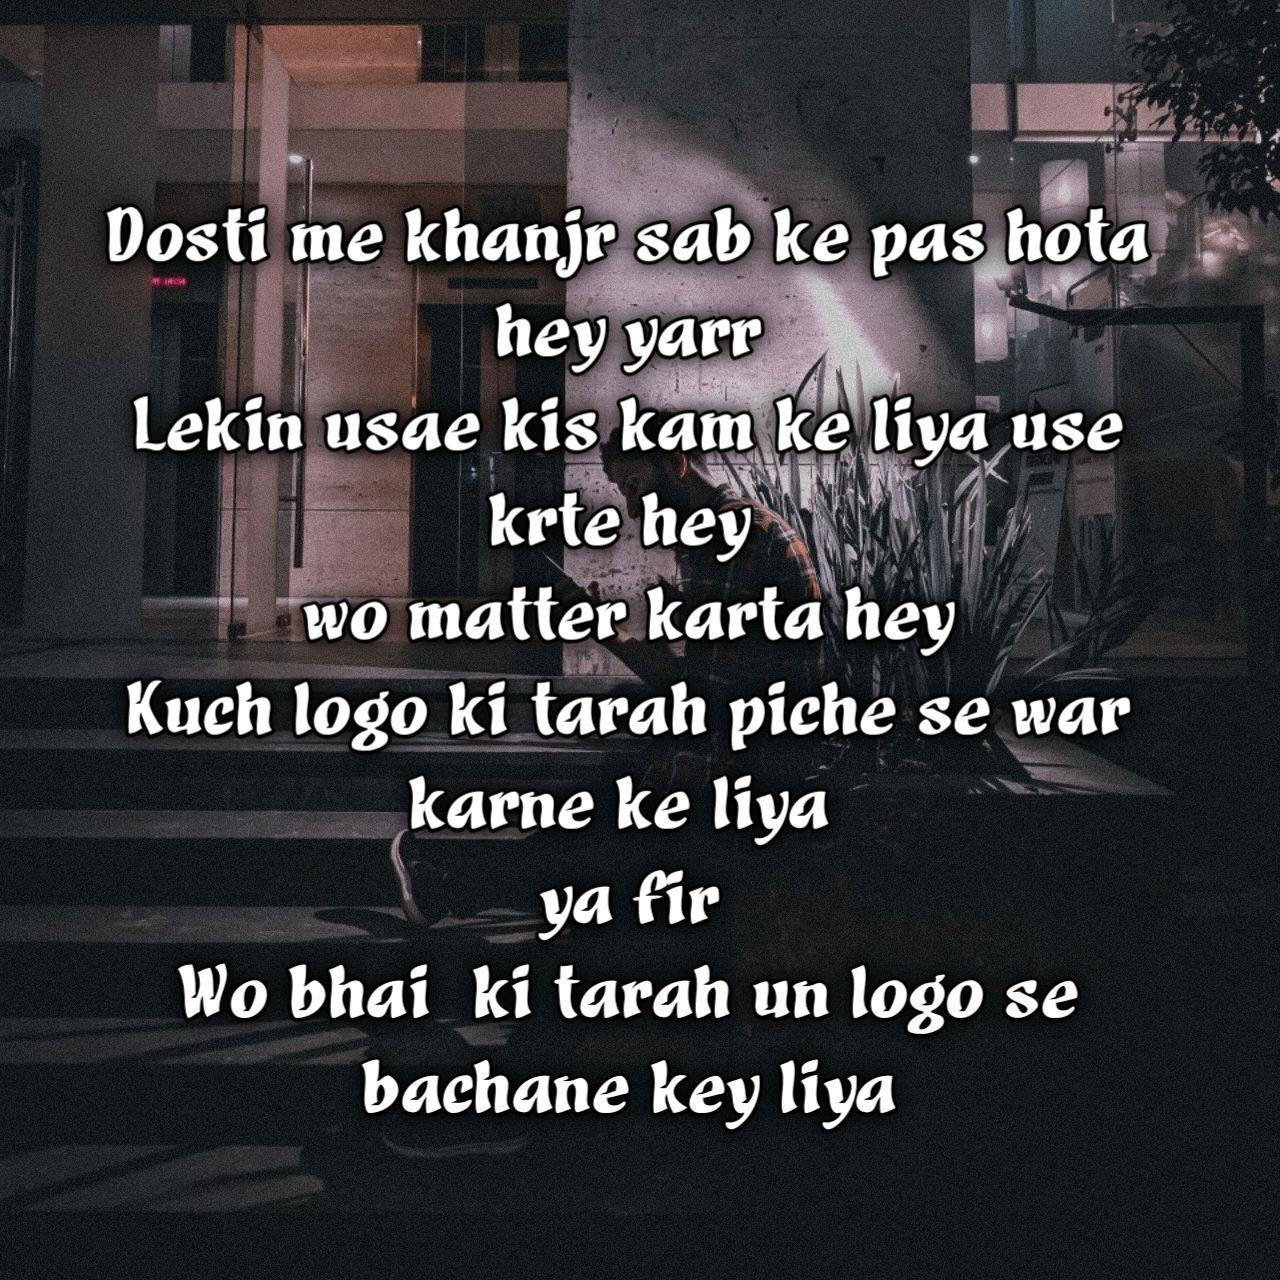 Dosti me khanjr sab ke pas hota
hey yarr
Lekin usae kis kam ke liya use
krte hey
wo matter karta hey
Kuch logo ki tarah piche se war
karne ke liya
ya fir
Wo bhai  ki tarah un logo se
bachane key liya